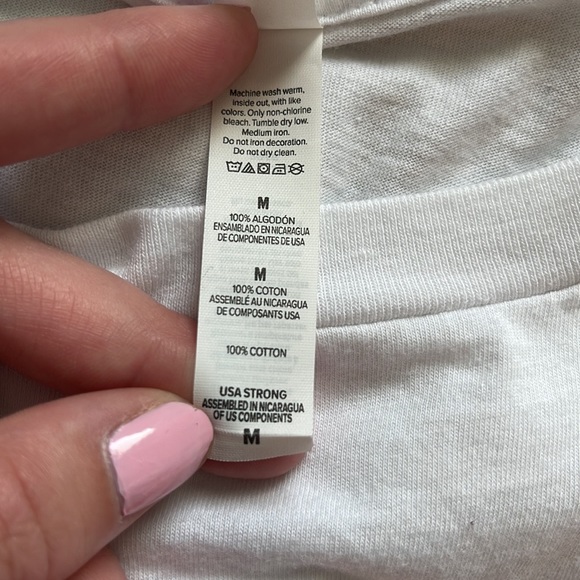 Machine wash warm,
inside out, with like
colors. Only non-chlorine
bleach. Tumble dry low.
Medium iron.
Do not iron decoration.
Do not dry clean.
M
100% ALGODÓN
ENSAMBLADO EN NICARAGUA
DE COMPONENTES DE USA
M
100% COTON
ASSEMBLÉ AU NICARAGUA
DE COMPOSANTS USA
100% COTTON
USA STRONG
ASSEMBLED IN NICARAGUA
OF US COMPONENTS
M